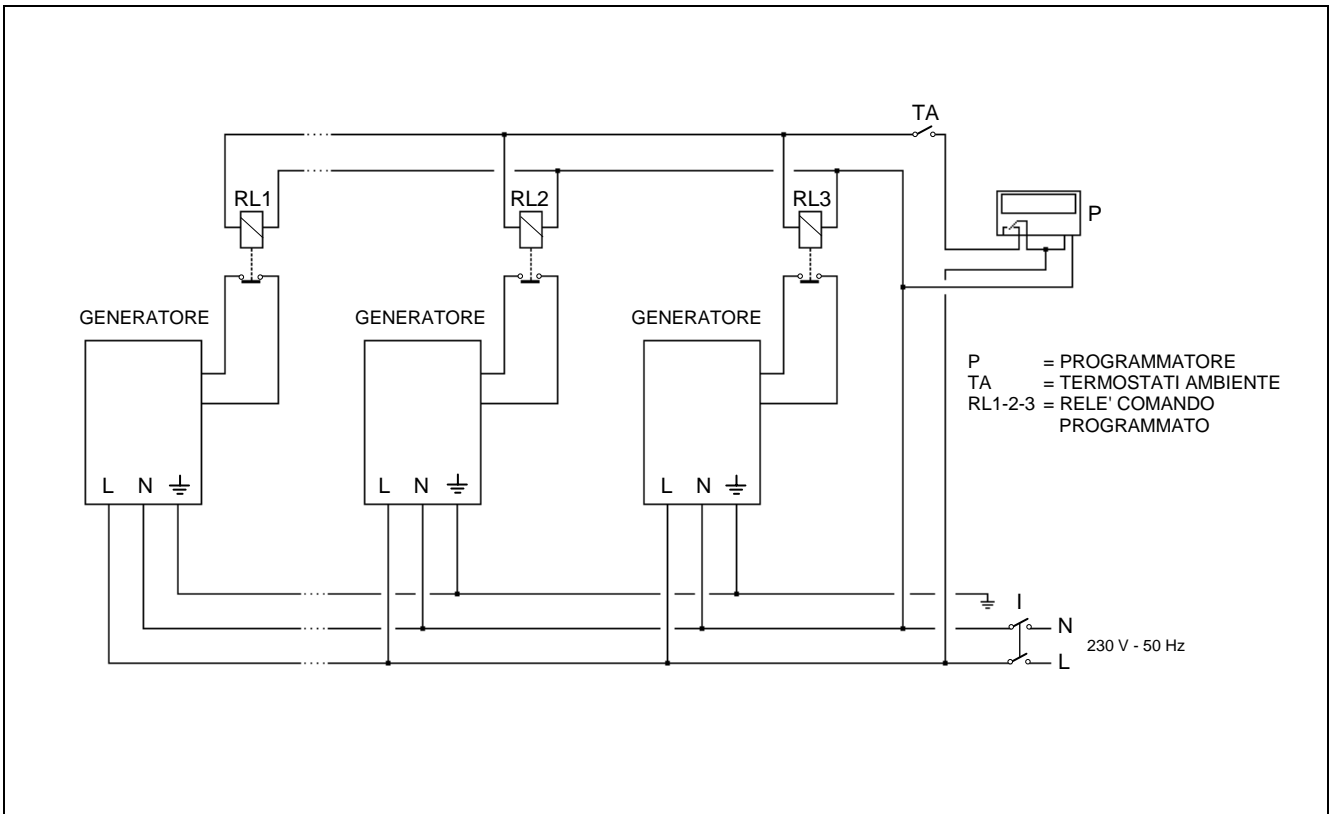 TA
RL1 RL2 RL3
P
GENERATORE GENERATORE GENERATORE
P = PROGRAMMATORE
TA = TERMOSTATI AMBIENTE
RL1-2-3 = RELE' COMANDO
PROGRAMMATO
L N L N L N
I
N
230 V - 50 Hz
L